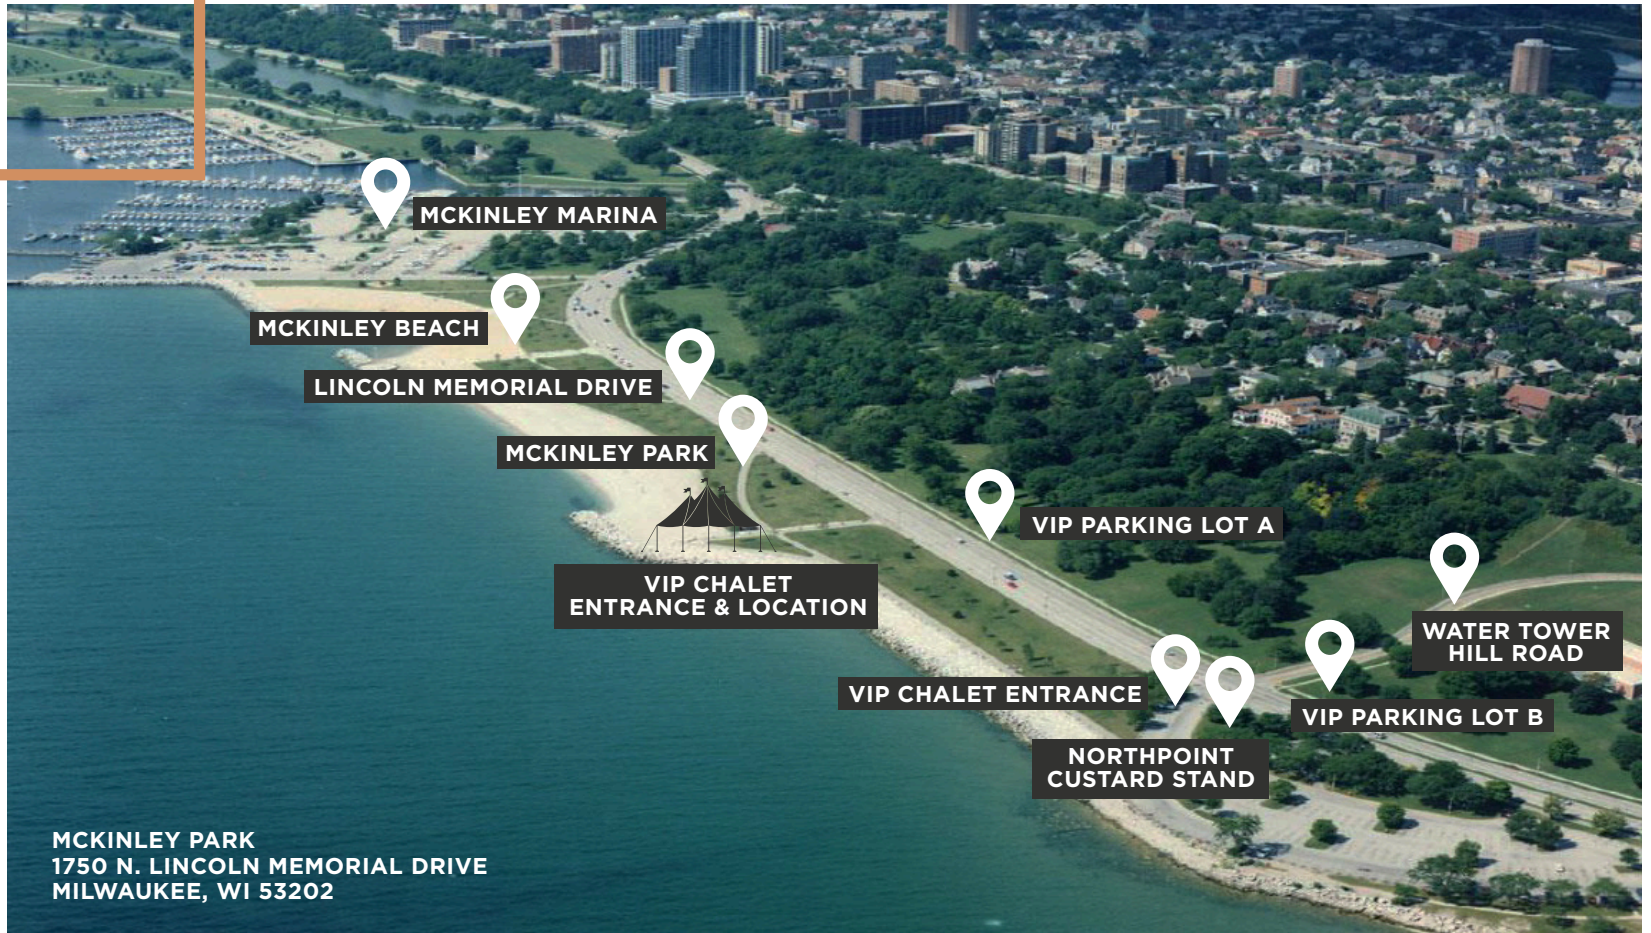 MCKINLEY MARINA
MCKINLEY BEACH
LINCOLN MEMORIAL DRIVE
MCKINLEY PARK
VIP PARKING LOT A
VIP CHALET
ENTRANCE & LOCATION
WATER TOWER
HILL ROAD
VIP CHALET ENTRANCE
VIP PARKING LOT B
NORTHPOINT
CUSTARD STAND
MCKINLEY PARK
1750 N. LINCOLN MEMORIAL DRIVE
MILWAUKEE, WI 53202